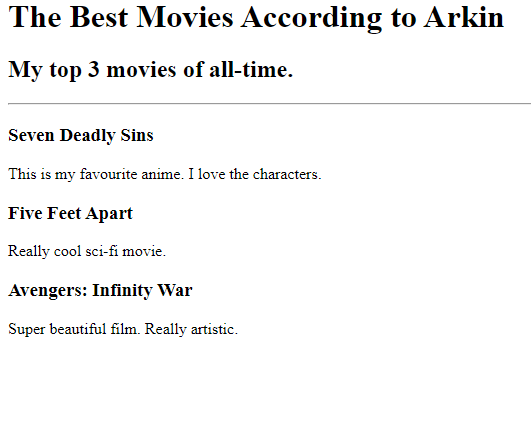 The Best Movies According to Arkin
My top 3 movies of all-time.
Seven Deadly Sins
This is my favourite anime. I love the characters.
Five Feet Apart
Really cool sci-fi movie.
Avengers: Infinity War
Super beautiful film. Really artistic.